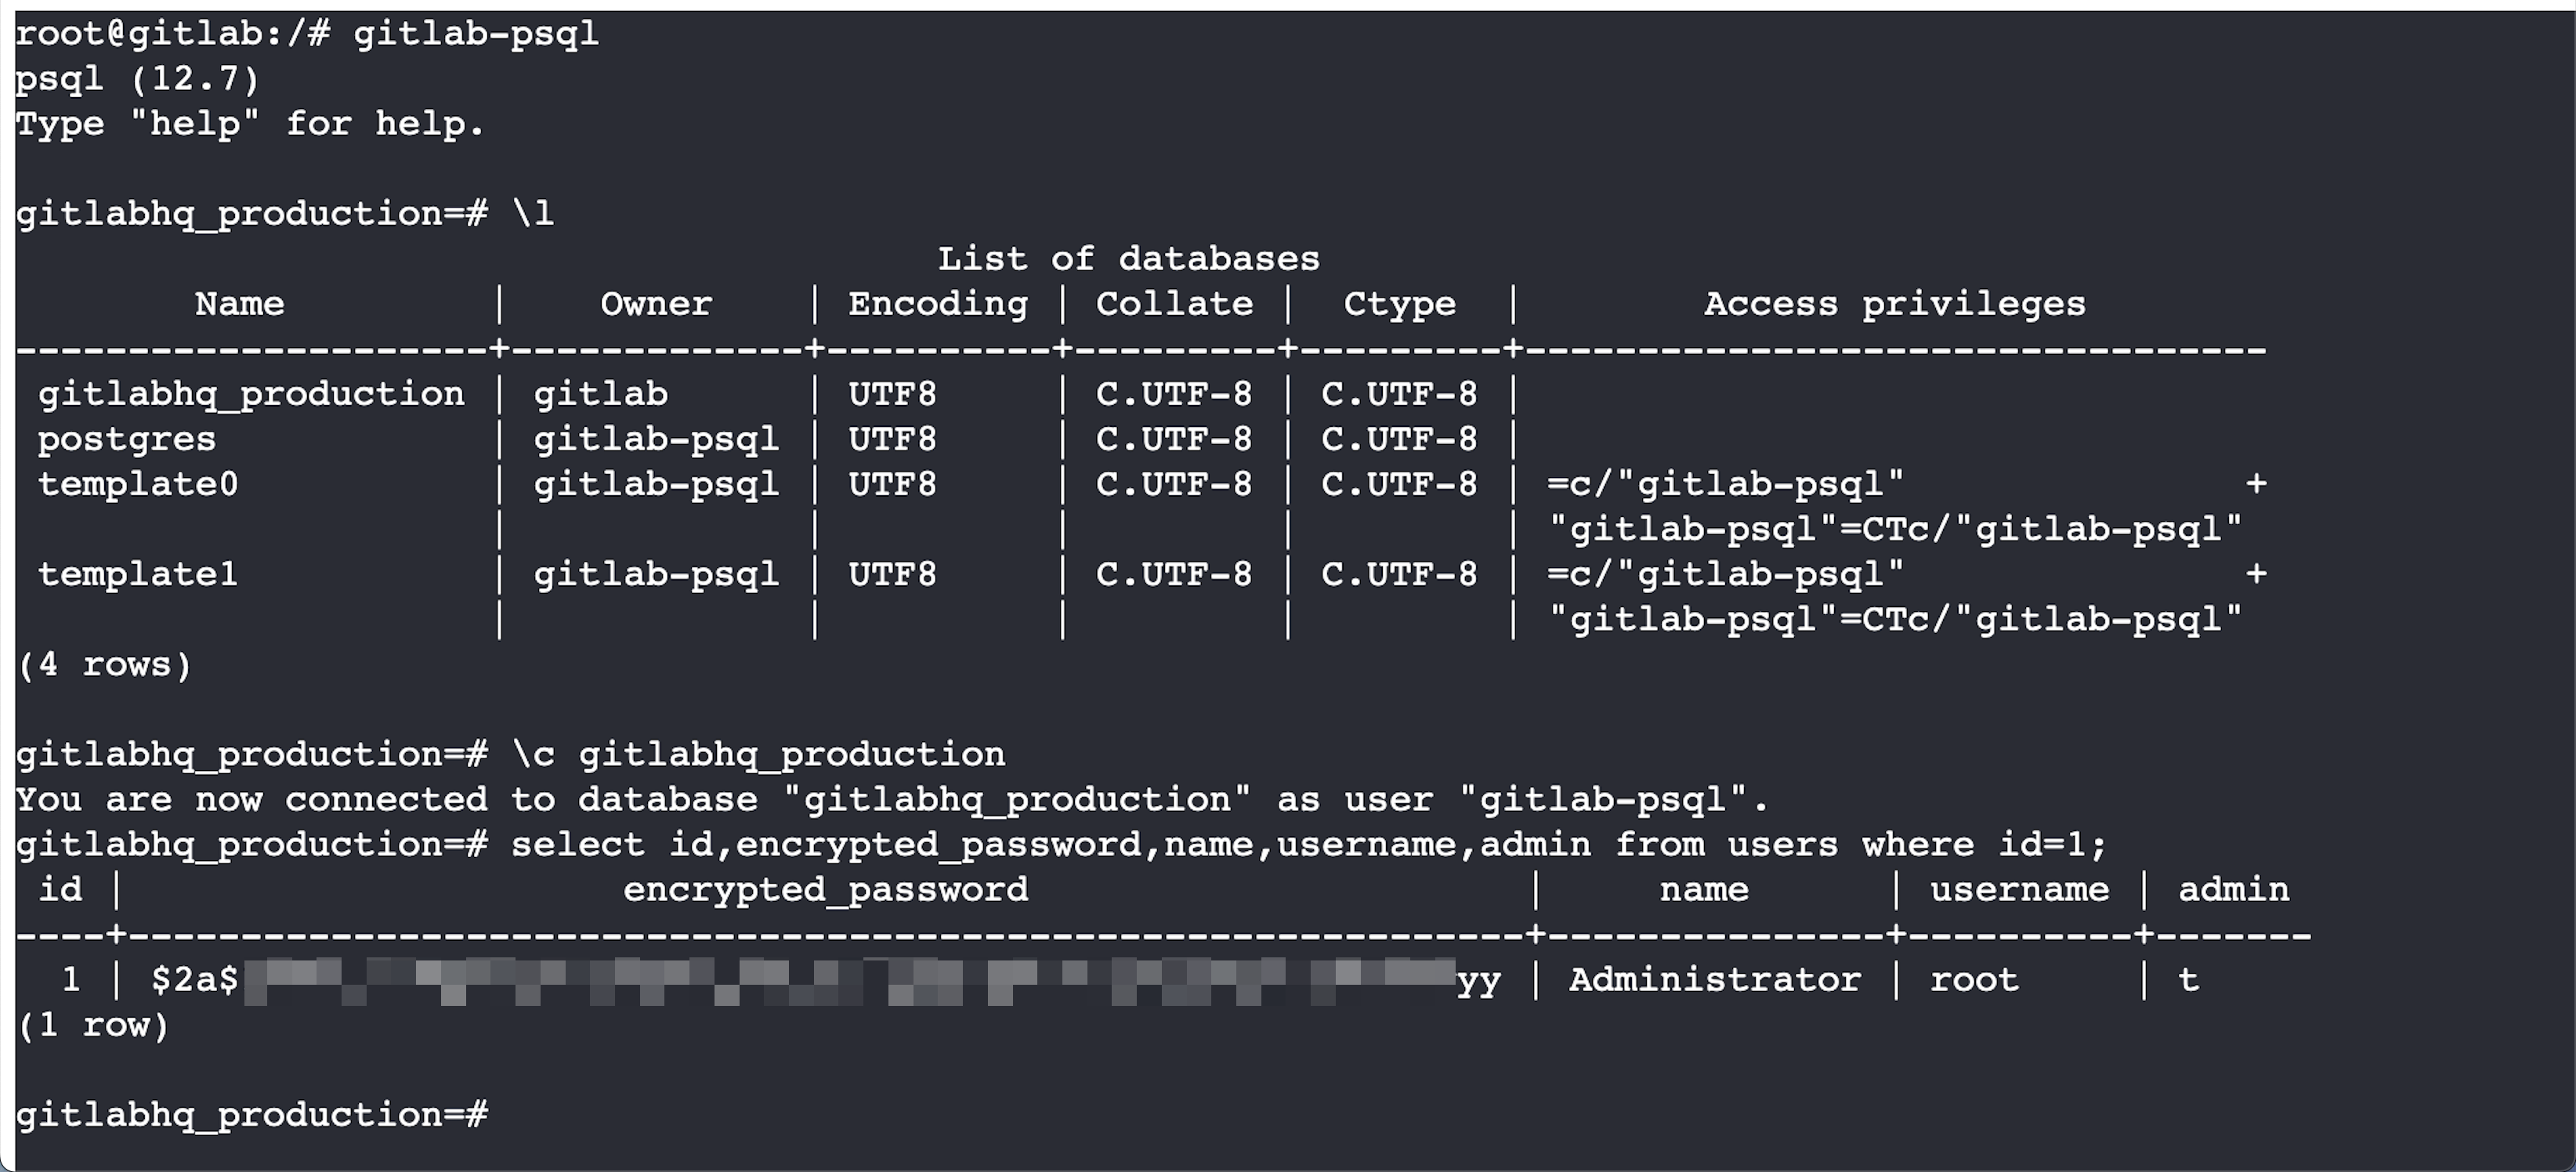 root@gitlab:/# gitlab-psql
psql (12.7)
Type "help" for help.

gitlabhq_production=# \l
                                         List of databases
        Name         |    Owner    | Encoding | Collate |  Ctype  |        Access privileges
---------------------+-------------+----------+---------+---------+---------------------------------
 gitlabhq_production | gitlab      | UTF8     | C.UTF-8 | C.UTF-8 |
 postgres            | gitlab-psql | UTF8     | C.UTF-8 | C.UTF-8 |
 template0           | gitlab-psql | UTF8     | C.UTF-8 | C.UTF-8 | =c/"gitlab-psql"               +
                     |             |          |         |         | "gitlab-psql"=CTc/"gitlab-psql"
 template1           | gitlab-psql | UTF8     | C.UTF-8 | C.UTF-8 | =c/"gitlab-psql"               +
                     |             |          |         |         | "gitlab-psql"=CTc/"gitlab-psql"
(4 rows)

gitlabhq_production=# \c gitlabhq_production
You are now connected to database "gitlabhq_production" as user "gitlab-psql".
gitlabhq_production=# select id,encrypted_password,name,username,admin from users where id=1;
 id |                      encrypted_password                      |     name      | username | admin
----+--------------------------------------------------------------+---------------+----------+-------
  1 | $2a$ yy | Administrator | root     | t
(1 row)

gitlabhq_production=#